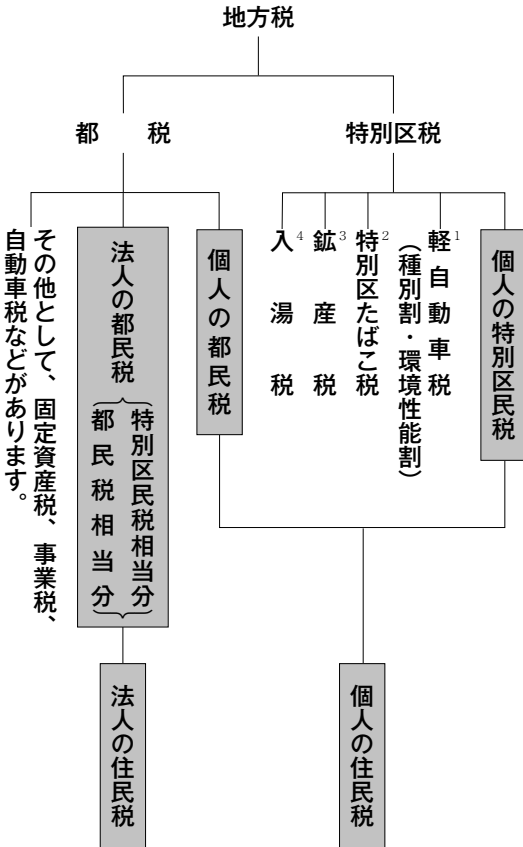 地方税
特別区税
都税
個人の特別区民税
軽自動車税1
(種別割・環境性能割)
特別区たばこ税2
鉱産税3
入湯税4
個人の都民税
法人の都民税
特別区民税相当分
都民税相当分
その他として、固定資産税、事業税、
自動車税などがあります。
個人の住民税
法人の住民税